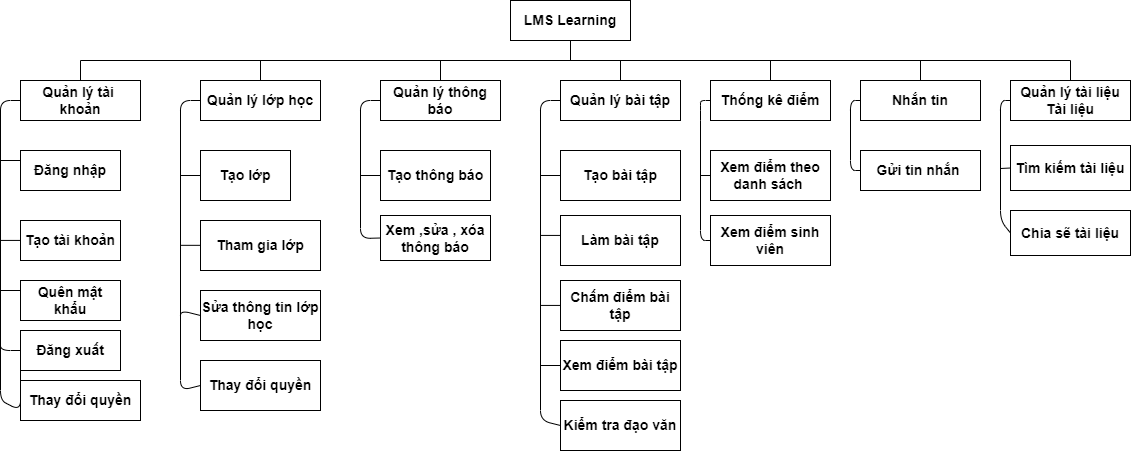 LMS Learning
Quản lý tài
khoản
Đăng nhập
Tạo tài khoản
Quên mật
khẩu
Đăng xuất
Thay đổi quyền
Quản lý lớp học
Tạo lớp
Tham gia lớp
Sửa thông tin lớp
học
Thay đổi quyền
Quản lý thông
báo
Tạo thông báo
Xem ,sửa , xóa
thông báo
Quản lý bài tập
Tạo bài tập
Làm bài tập
Chấm điểm bài
tập
Xem điểm bài tập
Kiểm tra đạo văn
Thống kê điểm
Xem điểm theo
danh sách
Xem điểm sinh
viên
Nhắn tin
Gửi tin nhắn
Quản lý tài liệu
Tài liệu
Tìm kiếm tài liệu
Chia sẽ tài liệu